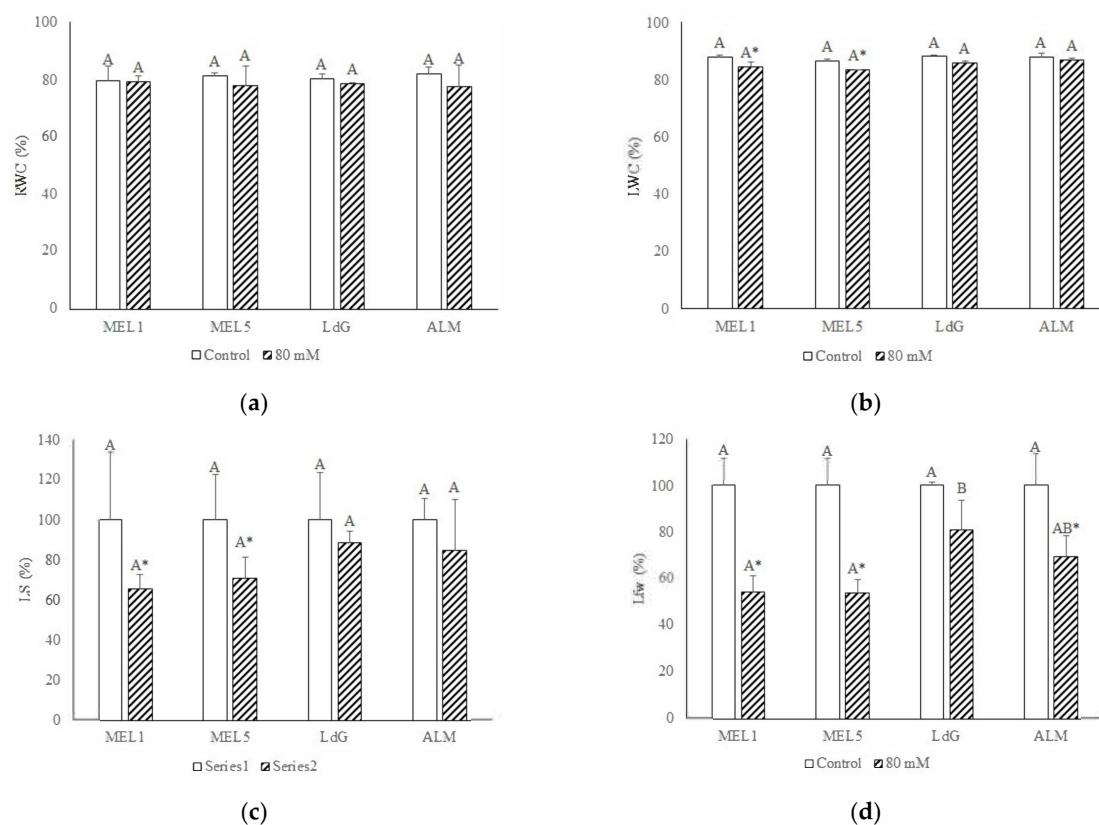 100
80
60
40
20
0
RWC (%)
A A A A A A A A
MEL1 MEL5 LdG ALM
Control 80 mM
(a)
100
80
60
40
20
0
LWC (%)
A A* A A* A A A A
MEL1 MEL5 LdG ALM
Control 80 mM
(b)
140
120
100
80
60
40
20
0
LS (%)
A A* A A* A A A A
MEL1 MEL5 LdG ALM
Series1 Series2
(c)
120
100
80
60
40
20
0
Lfw (%)
A A* A A* A B A AB*
MEL1 MEL5 LdG ALM
Control 80 mM
(d)